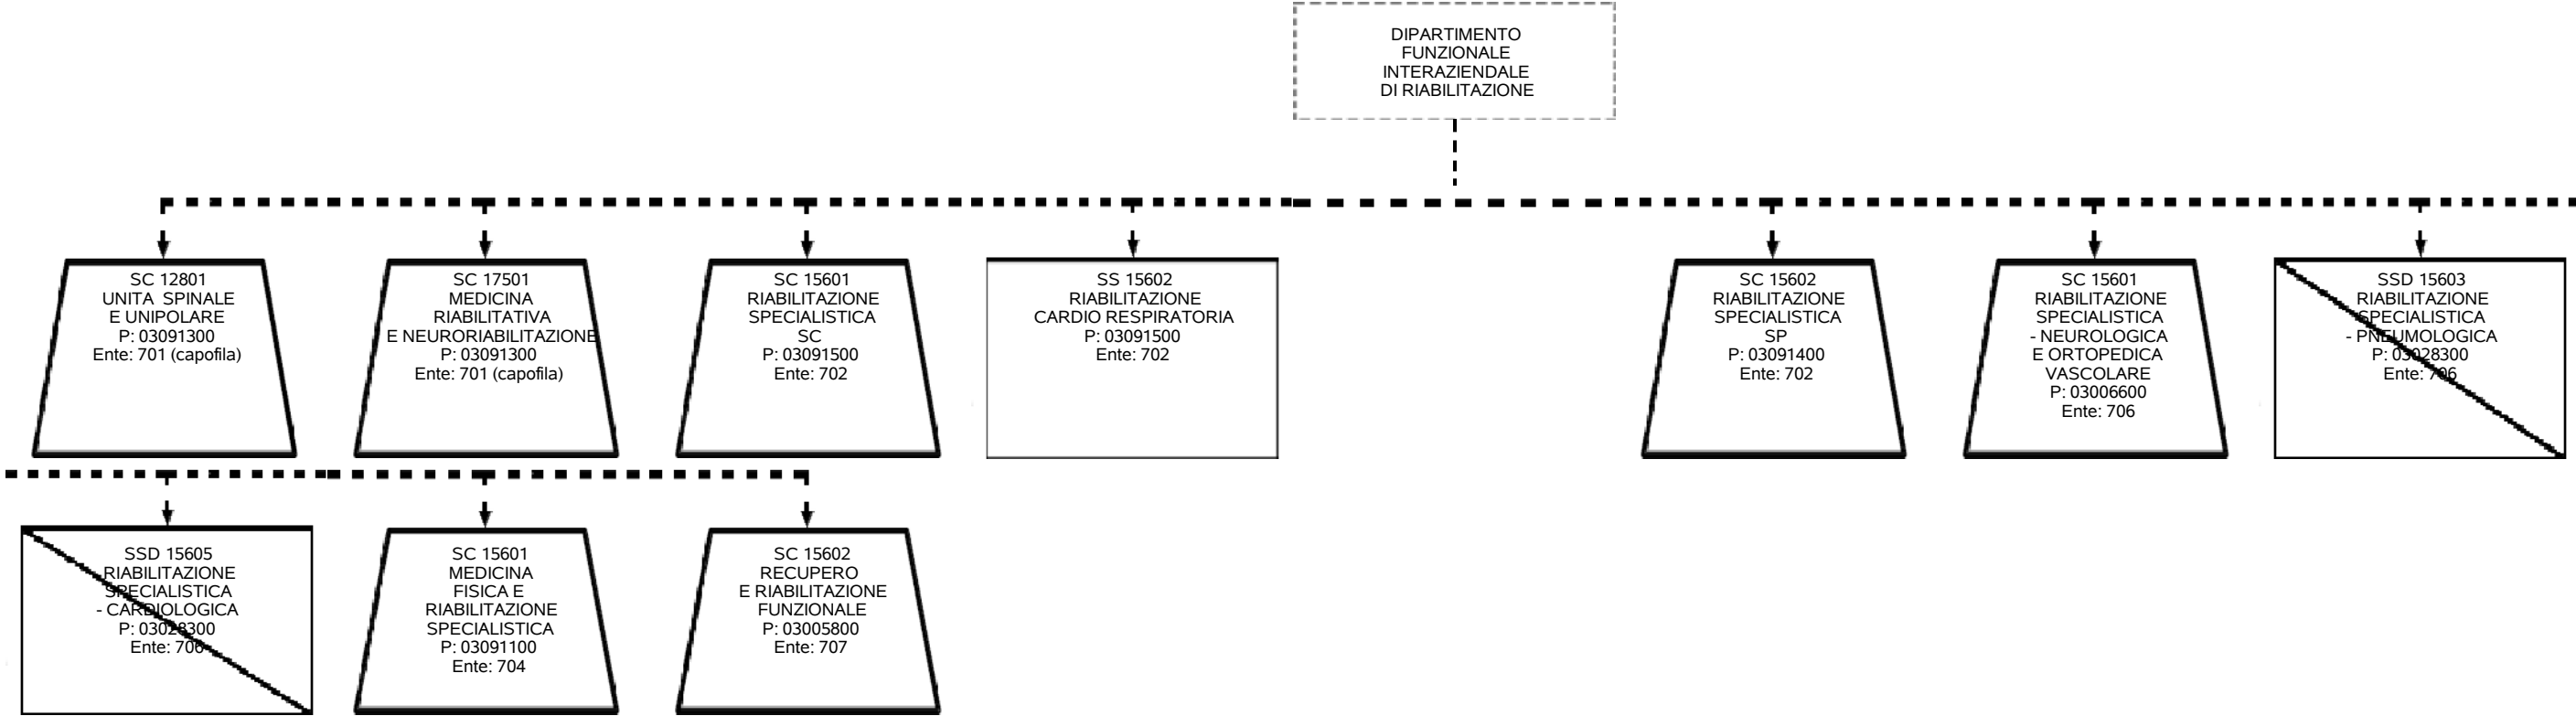 DIPARTIMENTO
FUNZIONALE
INTERAZIENDALE
DI RIABILITAZIONE
SC 12801
UNITA SPINALE
E UNIPOLARE
P: 03091300
Ente: 701 (capofila)
SC 17501
MEDICINA
RIABILITATIVA
E NEURORIABILITAZIONE
P: 03091300
Ente: 701 (capofila)
SC 15601
RIABILITAZIONE
SPECIALISTICA
SC
P: 03091500
Ente: 702
SS 15602
RIABILITAZIONE
CARDIO RESPIRATORIA
P: 03091500
Ente: 702
SC 15602
RIABILITAZIONE
SPECIALISTICA
SP
P: 03091400
Ente: 702
SC 15601
RIABILITAZIONE
SPECIALISTICA
- NEUROLOGICA
E ORTOPEDICA
VASCOLARE
P: 03006600
Ente: 706
SSD 15603
RIABILITAZIONE
SPECIALISTICA
- PNEUMOLOGICA
P: 03028300
Ente: 706
SSD 15605
RIABILITAZIONE
SPECIALISTICA
- CARDIOLOGICA
P: 03028300
Ente: 706
SC 15601
MEDICINA
FISICA E
RIABILITAZIONE
SPECIALISTICA
P: 03091100
Ente: 704
SC 15602
RECUPERO
E RIABILITAZIONE
FUNZIONALE
P: 03005800
Ente: 707